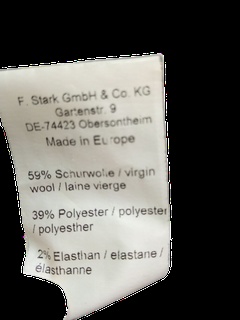 F. Stark GmbH & Co. KG
Gartenstr. 9
DE-74423 Obersontheim
Made in Europe
59% Schurwolle / virgin
wool / laine vierge
39% Polyester / polyester
/ polyesther
2% Elasthan / elastane /
élasthanne